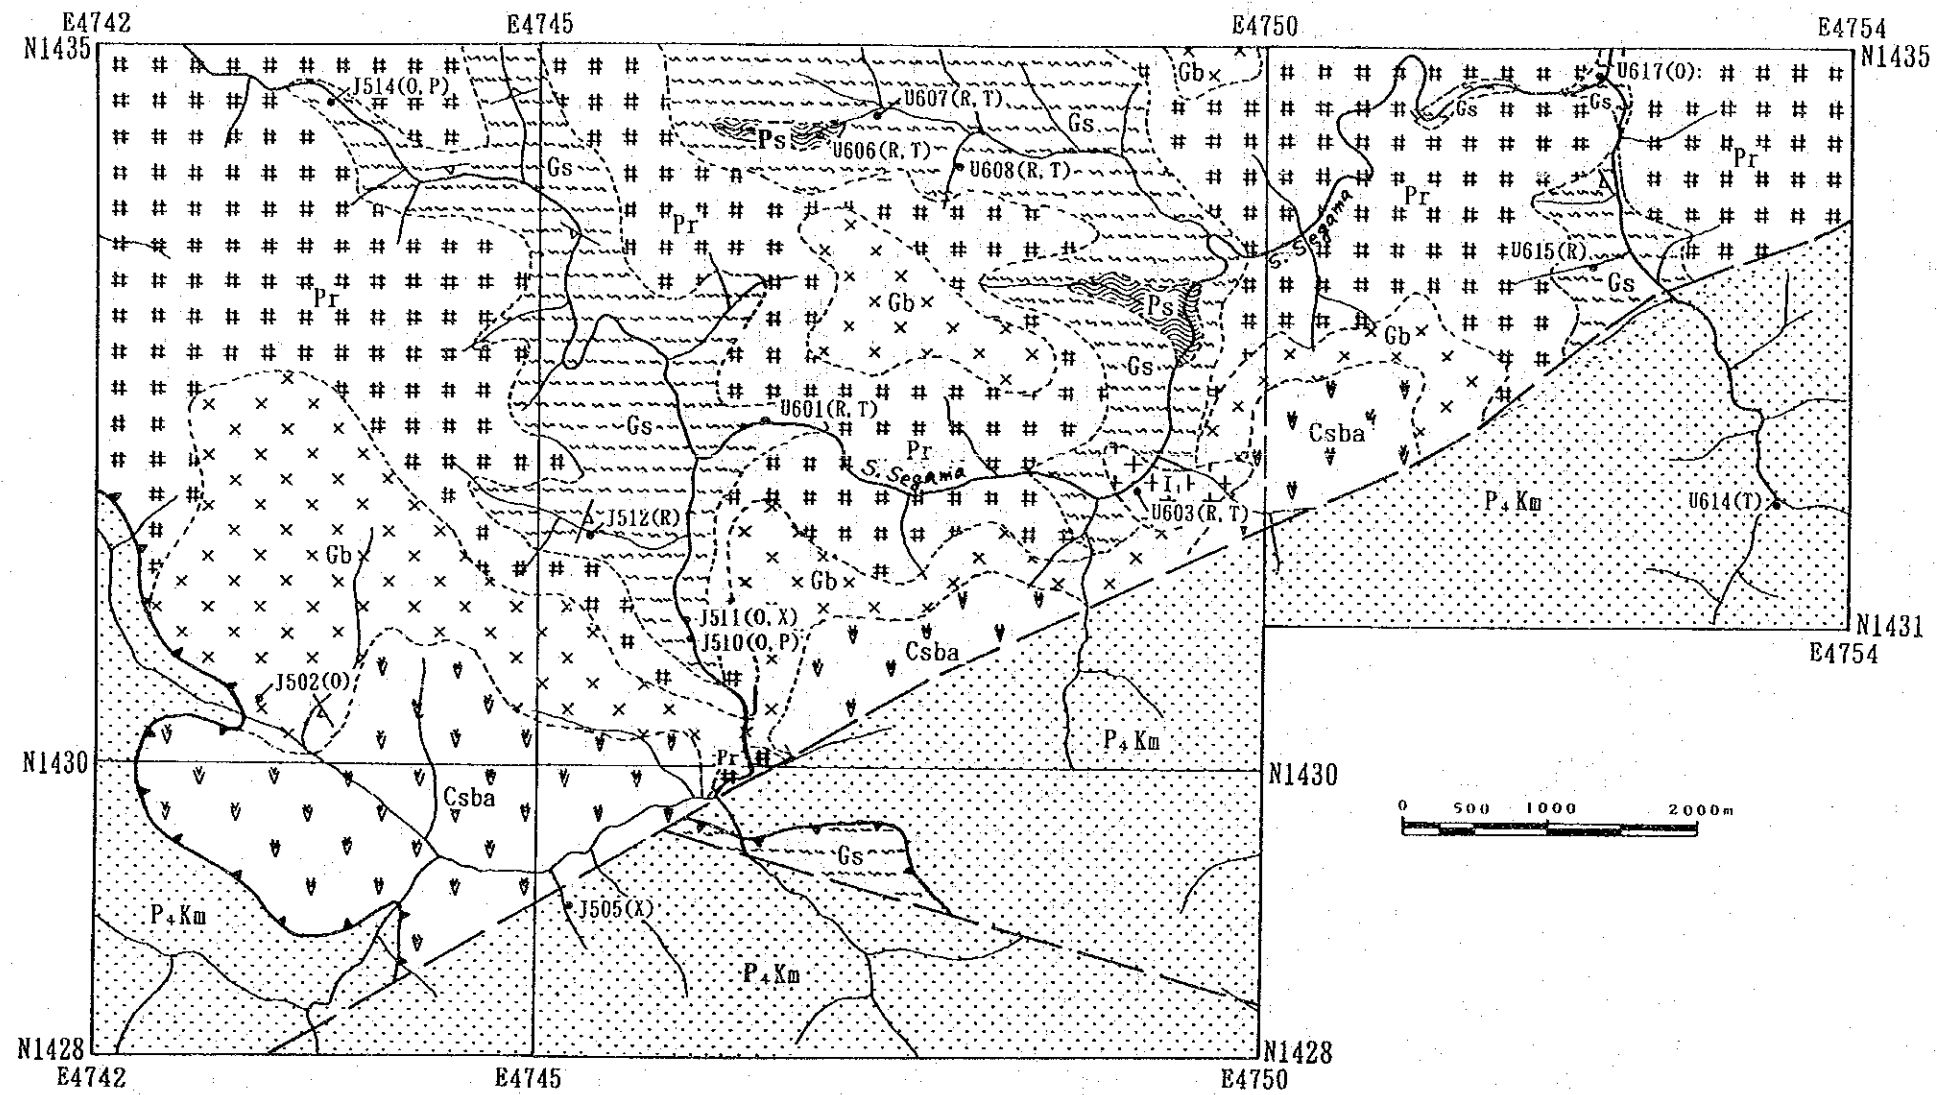 E4742 E4745 E4750 E4754
N1435 N1435
Gb
U617(O)
J514(O, P)
U607(R, T)
Gs
Gs
Gs
Ps
U606(R, T)
Pr
Gs
U608(R, T)
Pr
S. Segama
Pr
U615(R)
Gs
Pr
Gb
Ps
Gb
Gs
U601(R, T)
Gs
Csba
Pr
S. Segama
I₁
P₄Km
U614(T)
U603(R, T)
J512(R)
Gb
Gb
J511(O, X)
N1431
J510(O, P)
Csba
E4754
J502(O)
P₄Km
Pr
N1430 N1430
Csba
0 500 1000 2000m
Gs
J505(X)
P₄Km
P₄Km
N1428 N1428
E4742 E4745 E4750